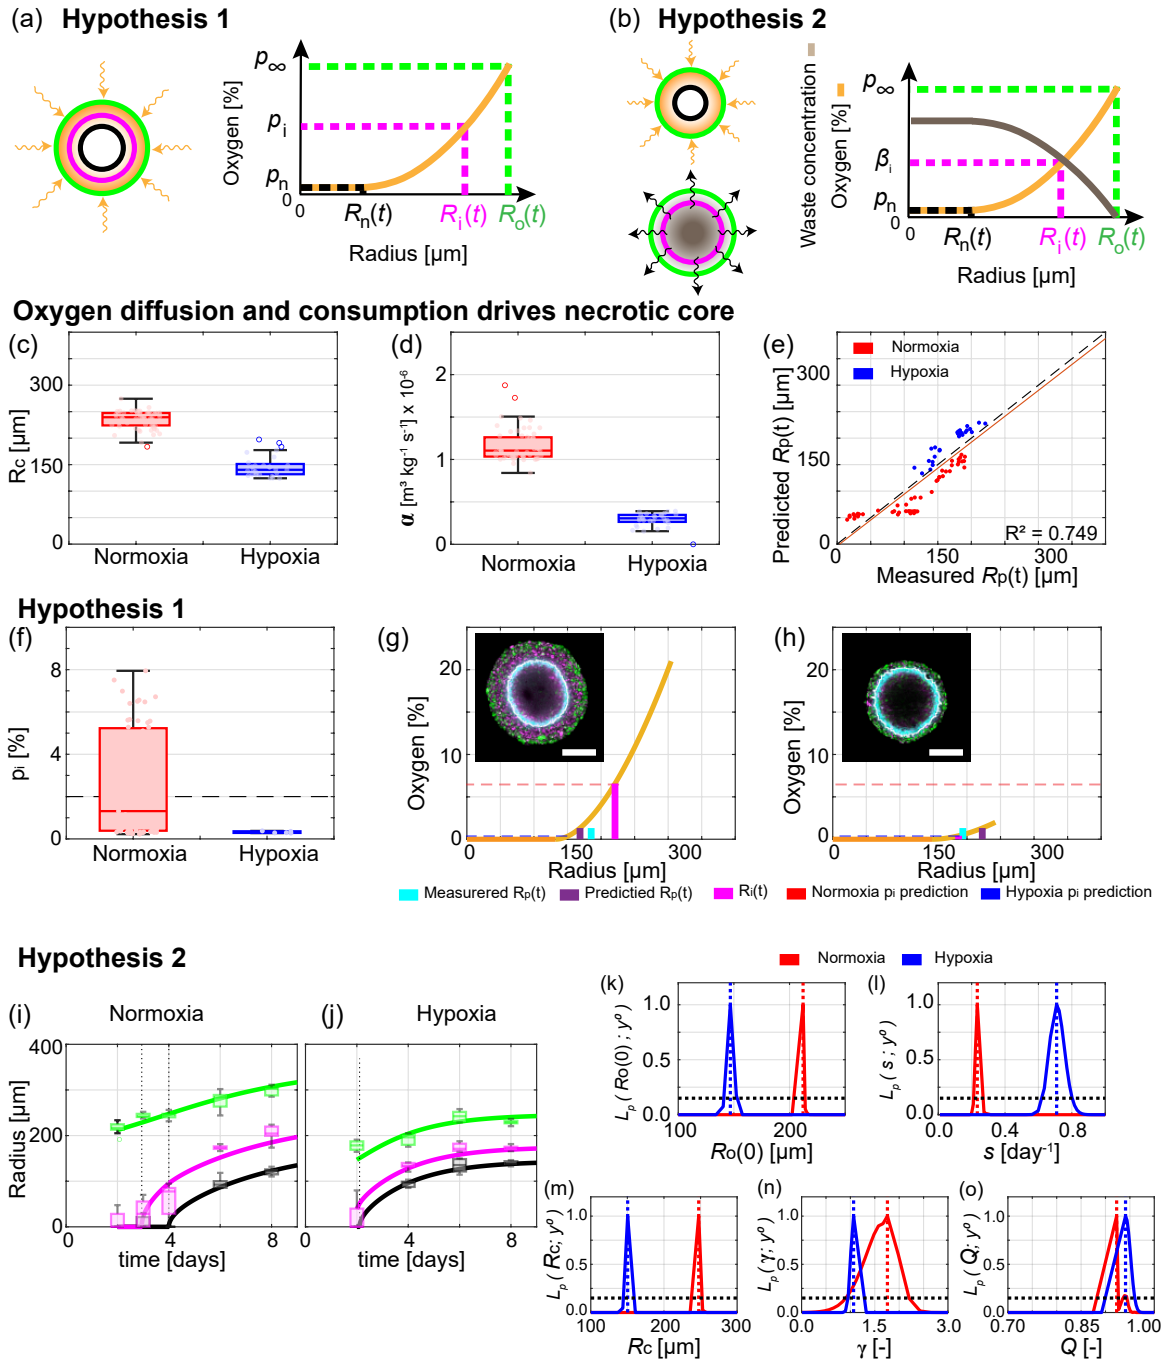 (a) Hypothesis 1
Oxygen [%]
p∞
pi
pn
0
0
Rn(t)
Ri(t)
Ro(t)
Radius [µm]
(b) Hypothesis 2
Waste concentration
Oxygen [%]
p∞
βi
pn
0
0
Rn(t)
Ri(t)
Ro(t)
Radius [µm]
Oxygen diffusion and consumption drives necrotic core
(c)
Rc [µm]
300
150
0
Normoxia
Hypoxia
(d)
α [m³ kg⁻¹ s⁻¹] x 10⁻⁶
2
1
0
Normoxia
Hypoxia
(e)
Predicted Rp(t) [µm]
300
150
0
Normoxia
Hypoxia
R² = 0.749
0
150
300
Measured Rp(t) [µm]
Hypothesis 1
(f)
pi [%]
8
4
2
0
Normoxia
Hypoxia
(g)
Oxygen [%]
20
10
0
0
150
300
Radius [µm]
(h)
Oxygen [%]
20
10
0
0
150
300
Radius [µm]
Measurered Rp(t)
Predictied Rp(t)
Ri(t)
Normoxia pi prediction
Hypoxia pi prediction
Hypothesis 2
(i) Normoxia
Radius [µm]
400
200
0
0
4
8
time [days]
(j) Hypoxia
0
4
8
time [days]
Normoxia
Hypoxia
(k)
Lp ( Ro(0) ; yº )
1.0
0.5
0
100
200
Ro(0) [µm]
(l)
Lp ( s ; yº )
1.0
0.5
0
0
0.4
0.8
s [day⁻¹]
(m)
Lp ( Rc; yº )
1.0
0.5
0.0
100
200
300
Rc [µm]
(n)
Lp ( γ; yº )
1.0
0.5
0.0
0.0
1.5
3.0
γ [-]
(o)
Lp ( Q; yº )
1.0
0.5
0.0
0.70
0.85
1.00
Q [-]